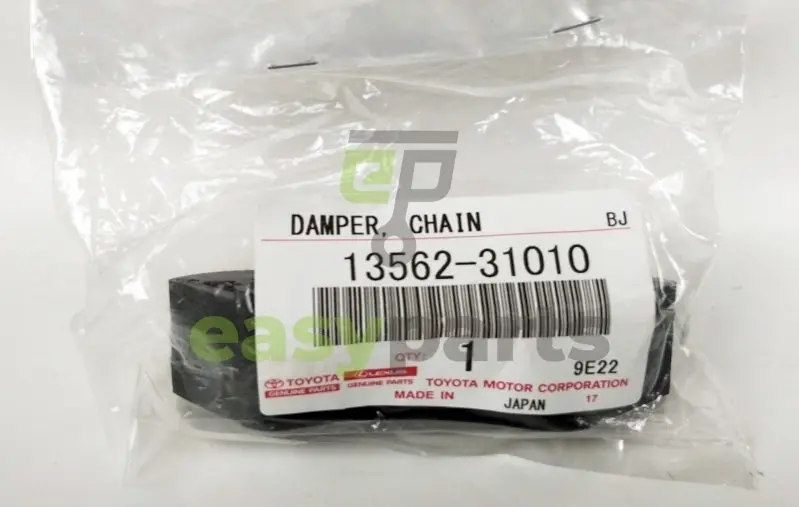 eP
DAMPER, CHAIN BJ
13562-31010
easyparts
QTY: 1 9E22
TOYOTA LEXUS TOYOTA MOTOR CORPORATION
GENUINE PARTS GENUINE PARTS
MADE IN JAPAN 17